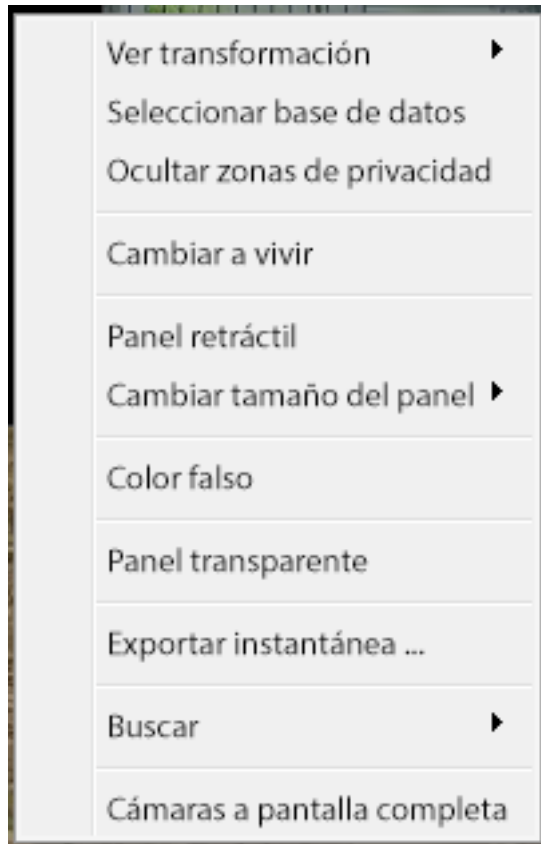 Ver transformación
Seleccionar base de datos
Ocultar zonas de privacidad
Cambiar a vivir
Panel retráctil
Cambiar tamaño del panel
Color falso
Panel transparente
Exportar instantánea ...
Buscar
Cámaras a pantalla completa